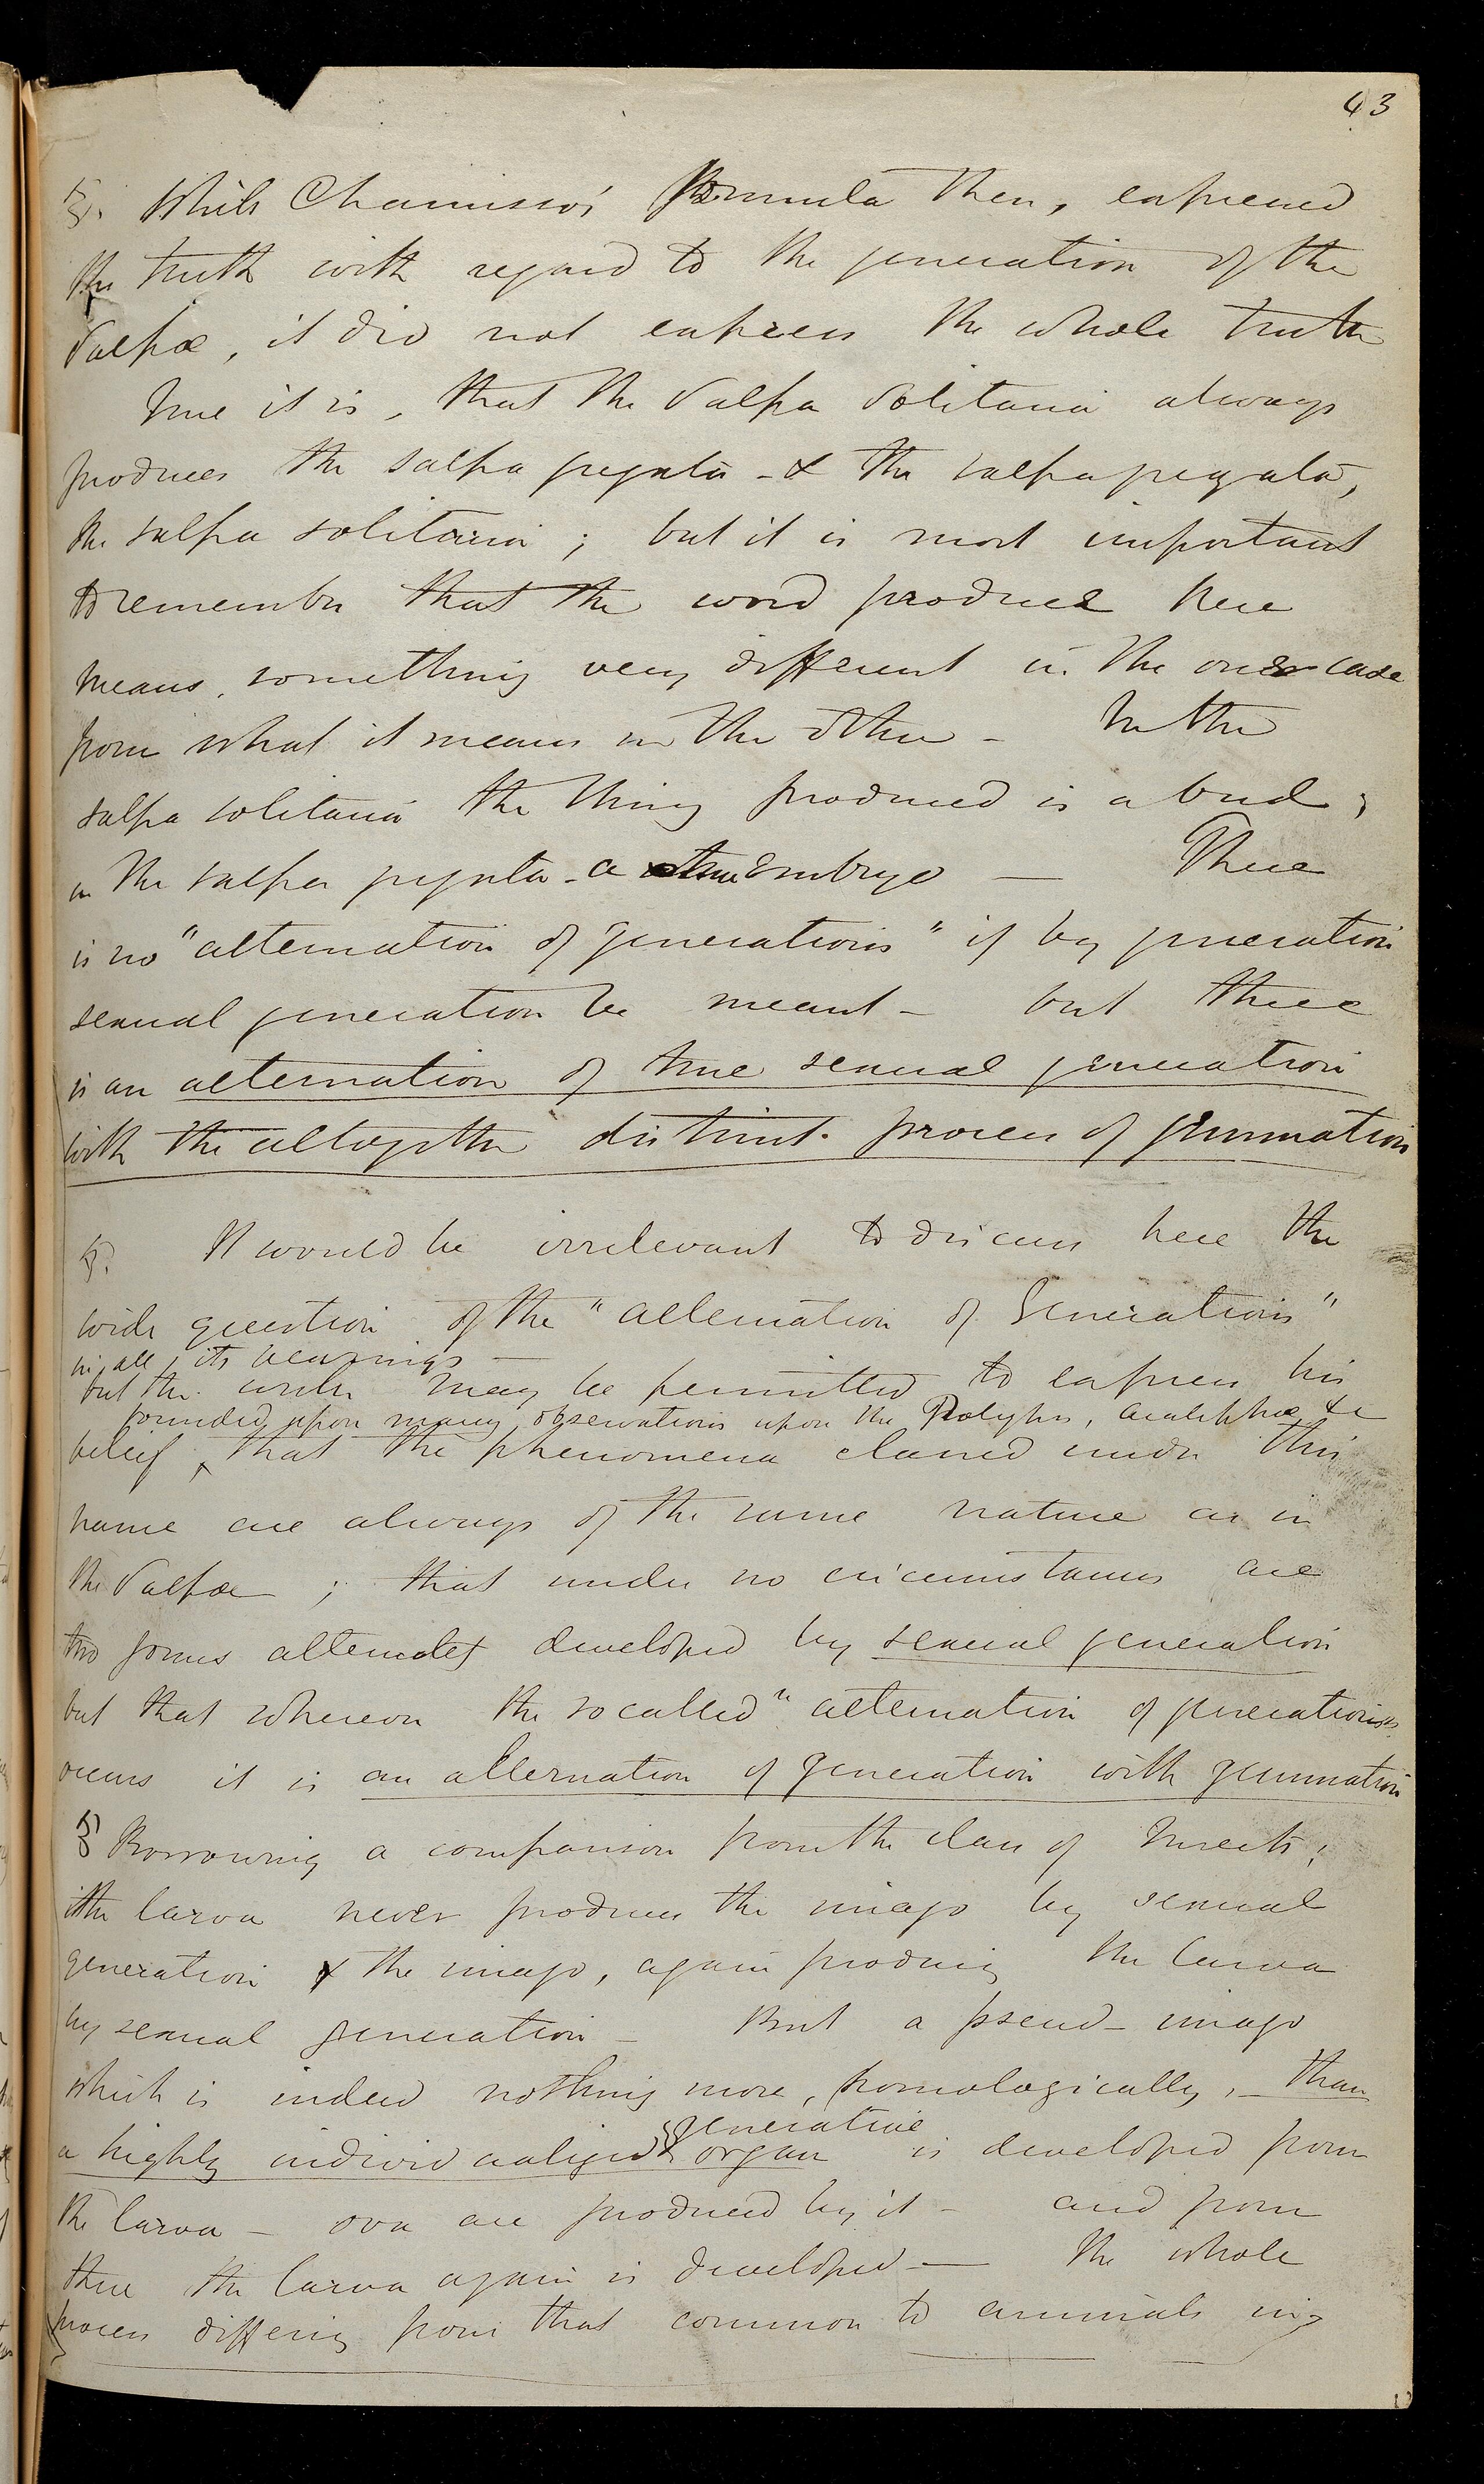 43
§. While Chamisso's formula then, expressed
the truth with regard to the generation of the
Salpæ, it did not express the whole truth
True it is, that the Salpa solitaria always
produces the salpa gregata - & the salpa gregata,
the salpa solitaria ; but it is most important
to remember that the word produce here
means, something very different in the one case
from what it means in the other - In the
salpa solitaria the thing produced is a bud ;
in the salpa gregata - a true Embryo — There
is no "alternation of generations" if by generation
sexual generation be meant - but there
is an alternation of true sexual generation
with the altogether distinct process of gemmation
§. It would be irrelevant to discuss here the
wide question of the "alternation of Generations"
in all its bearings —
but the writer may be permitted to express his
founded upon many observations upon the Polyps, Acalephæ &c
belief ‸ that the phenomena classed under this
name are always of the same nature as in
the Salpæ ; that under no circumstances are
two forms alternately developed by sexual generation
but that whereon the so called "alternation of generations"
occurs it is an alternation of generation with gemmation
§ Borrowing a comparison from the class of Insects ;
the larva never produces the imago by sexual
generation & the imago, again producing the larva
by sexual generation - But a pseud-imago
which is indeed nothing more, homologically, - than
generative
a highly individualized organ is developed from
the larva - ova are produced by it - and from
these the larva again is developed — the whole
process differing from that common to animals in